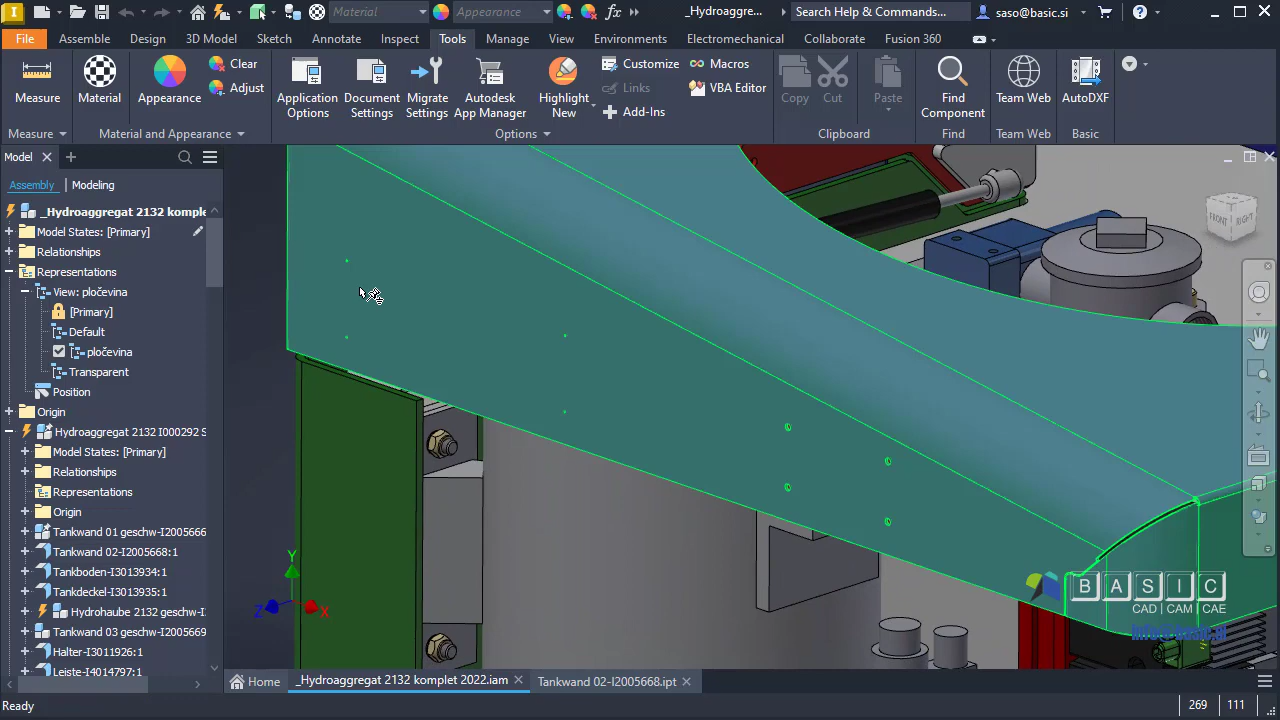 Material
Appearance
fx
_Hydroaggre...
Search Help & Commands...
saso@basic.si
File
Assemble
Design
3D Model
Sketch
Annotate
Inspect
Tools
Manage
View
Environments
Electromechanical
Collaborate
Fusion 360
Measure
Material
Appearance
Clear
Adjust
Application Options
Document Settings
Migrate Settings
Autodesk App Manager
Highlight New
Customize
Links
Add-Ins
Macros
VBA Editor
Copy
Cut
Paste
Find Component
Team Web
AutoDXF
Measure
Material and Appearance
Options
Clipboard
Find
Team Web
Basic
Model
Assembly
Modeling
_Hydroaggregat 2132 komple
Model States: [Primary]
Relationships
Representations
View: pločevina
[Primary]
Default
pločevina
Transparent
Position
Origin
Hydroaggregat 2132 I000292 S
Model States: [Primary]
Relationships
Representations
Origin
Tankwand 01 geschw-I2005666
Tankwand 02-I2005668:1
Tankboden-I3013934:1
Tankdeckel-I3013935:1
Hydrohaube 2132 geschw-I
Tankwand 03 geschw-I2005669
Halter-I3011926:1
Leiste-I4014797:1
FRONT
RIGHT
Y
Z
X
BASIC
CAD | CAM | CAE
info@basic.si
Home
_Hydroaggregat 2132 komplet 2022.iam
Tankwand 02-I2005668.ipt
Ready
269
111